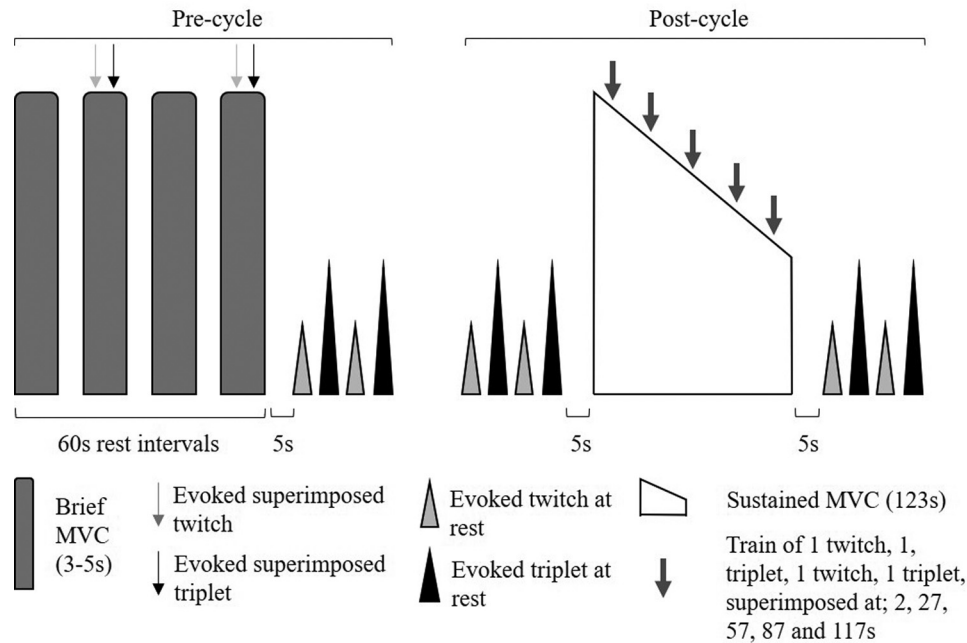 Pre-cycle
Post-cycle
60s rest intervals
5s
5s
5s
Brief
MVC
(3-5s)
Evoked superimposed
twitch
Evoked superimposed
triplet
Evoked twitch at
rest
Evoked triplet at
rest
Sustained MVC (123s)
Train of 1 twitch, 1,
triplet, 1 twitch, 1 triplet,
superimposed at; 2, 27,
57, 87 and 117s